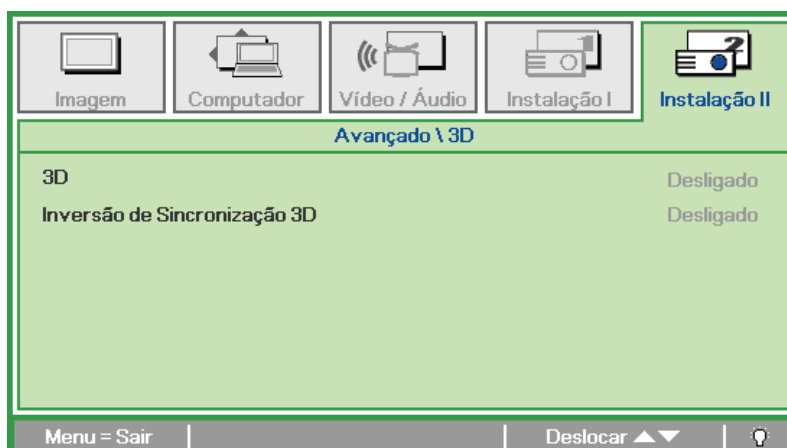 Imagem
Computador
Vídeo / Áudio
Instalação I
Instalação II
Avançado \ 3D
3D Desligado
Inversão de Sincronização 3D Desligado
Menu = Sair Deslocar ▲▼